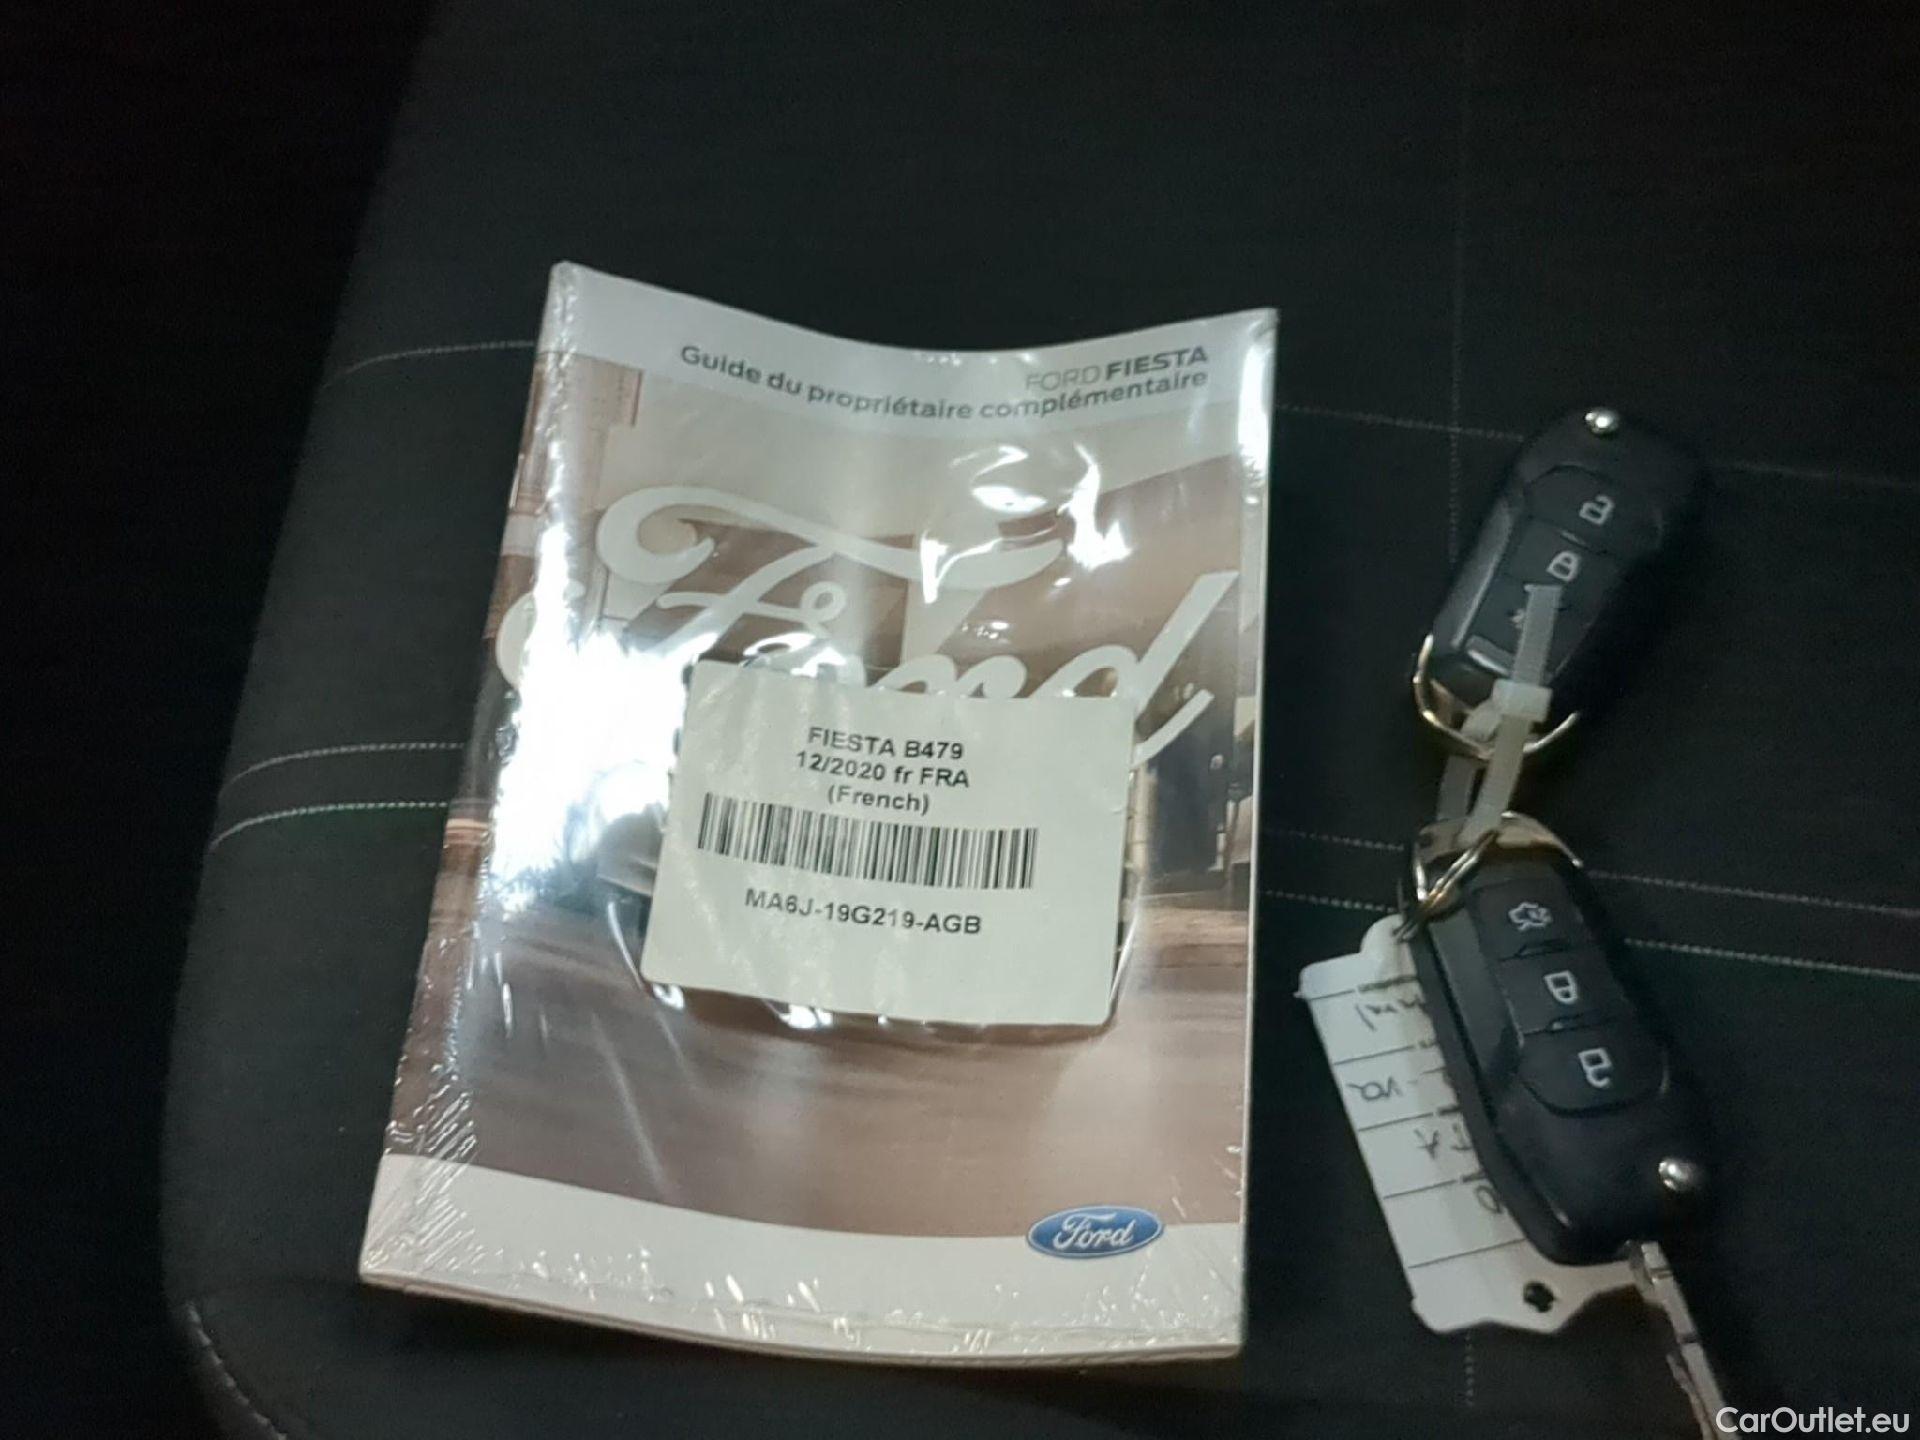 FORD FIESTA
Guide du propriétaire complémentaire
Ford
FIESTA B479
12/2020 fr FRA
(French)
MA6J-19G219-AGB
Ford
CarOutlet.eu